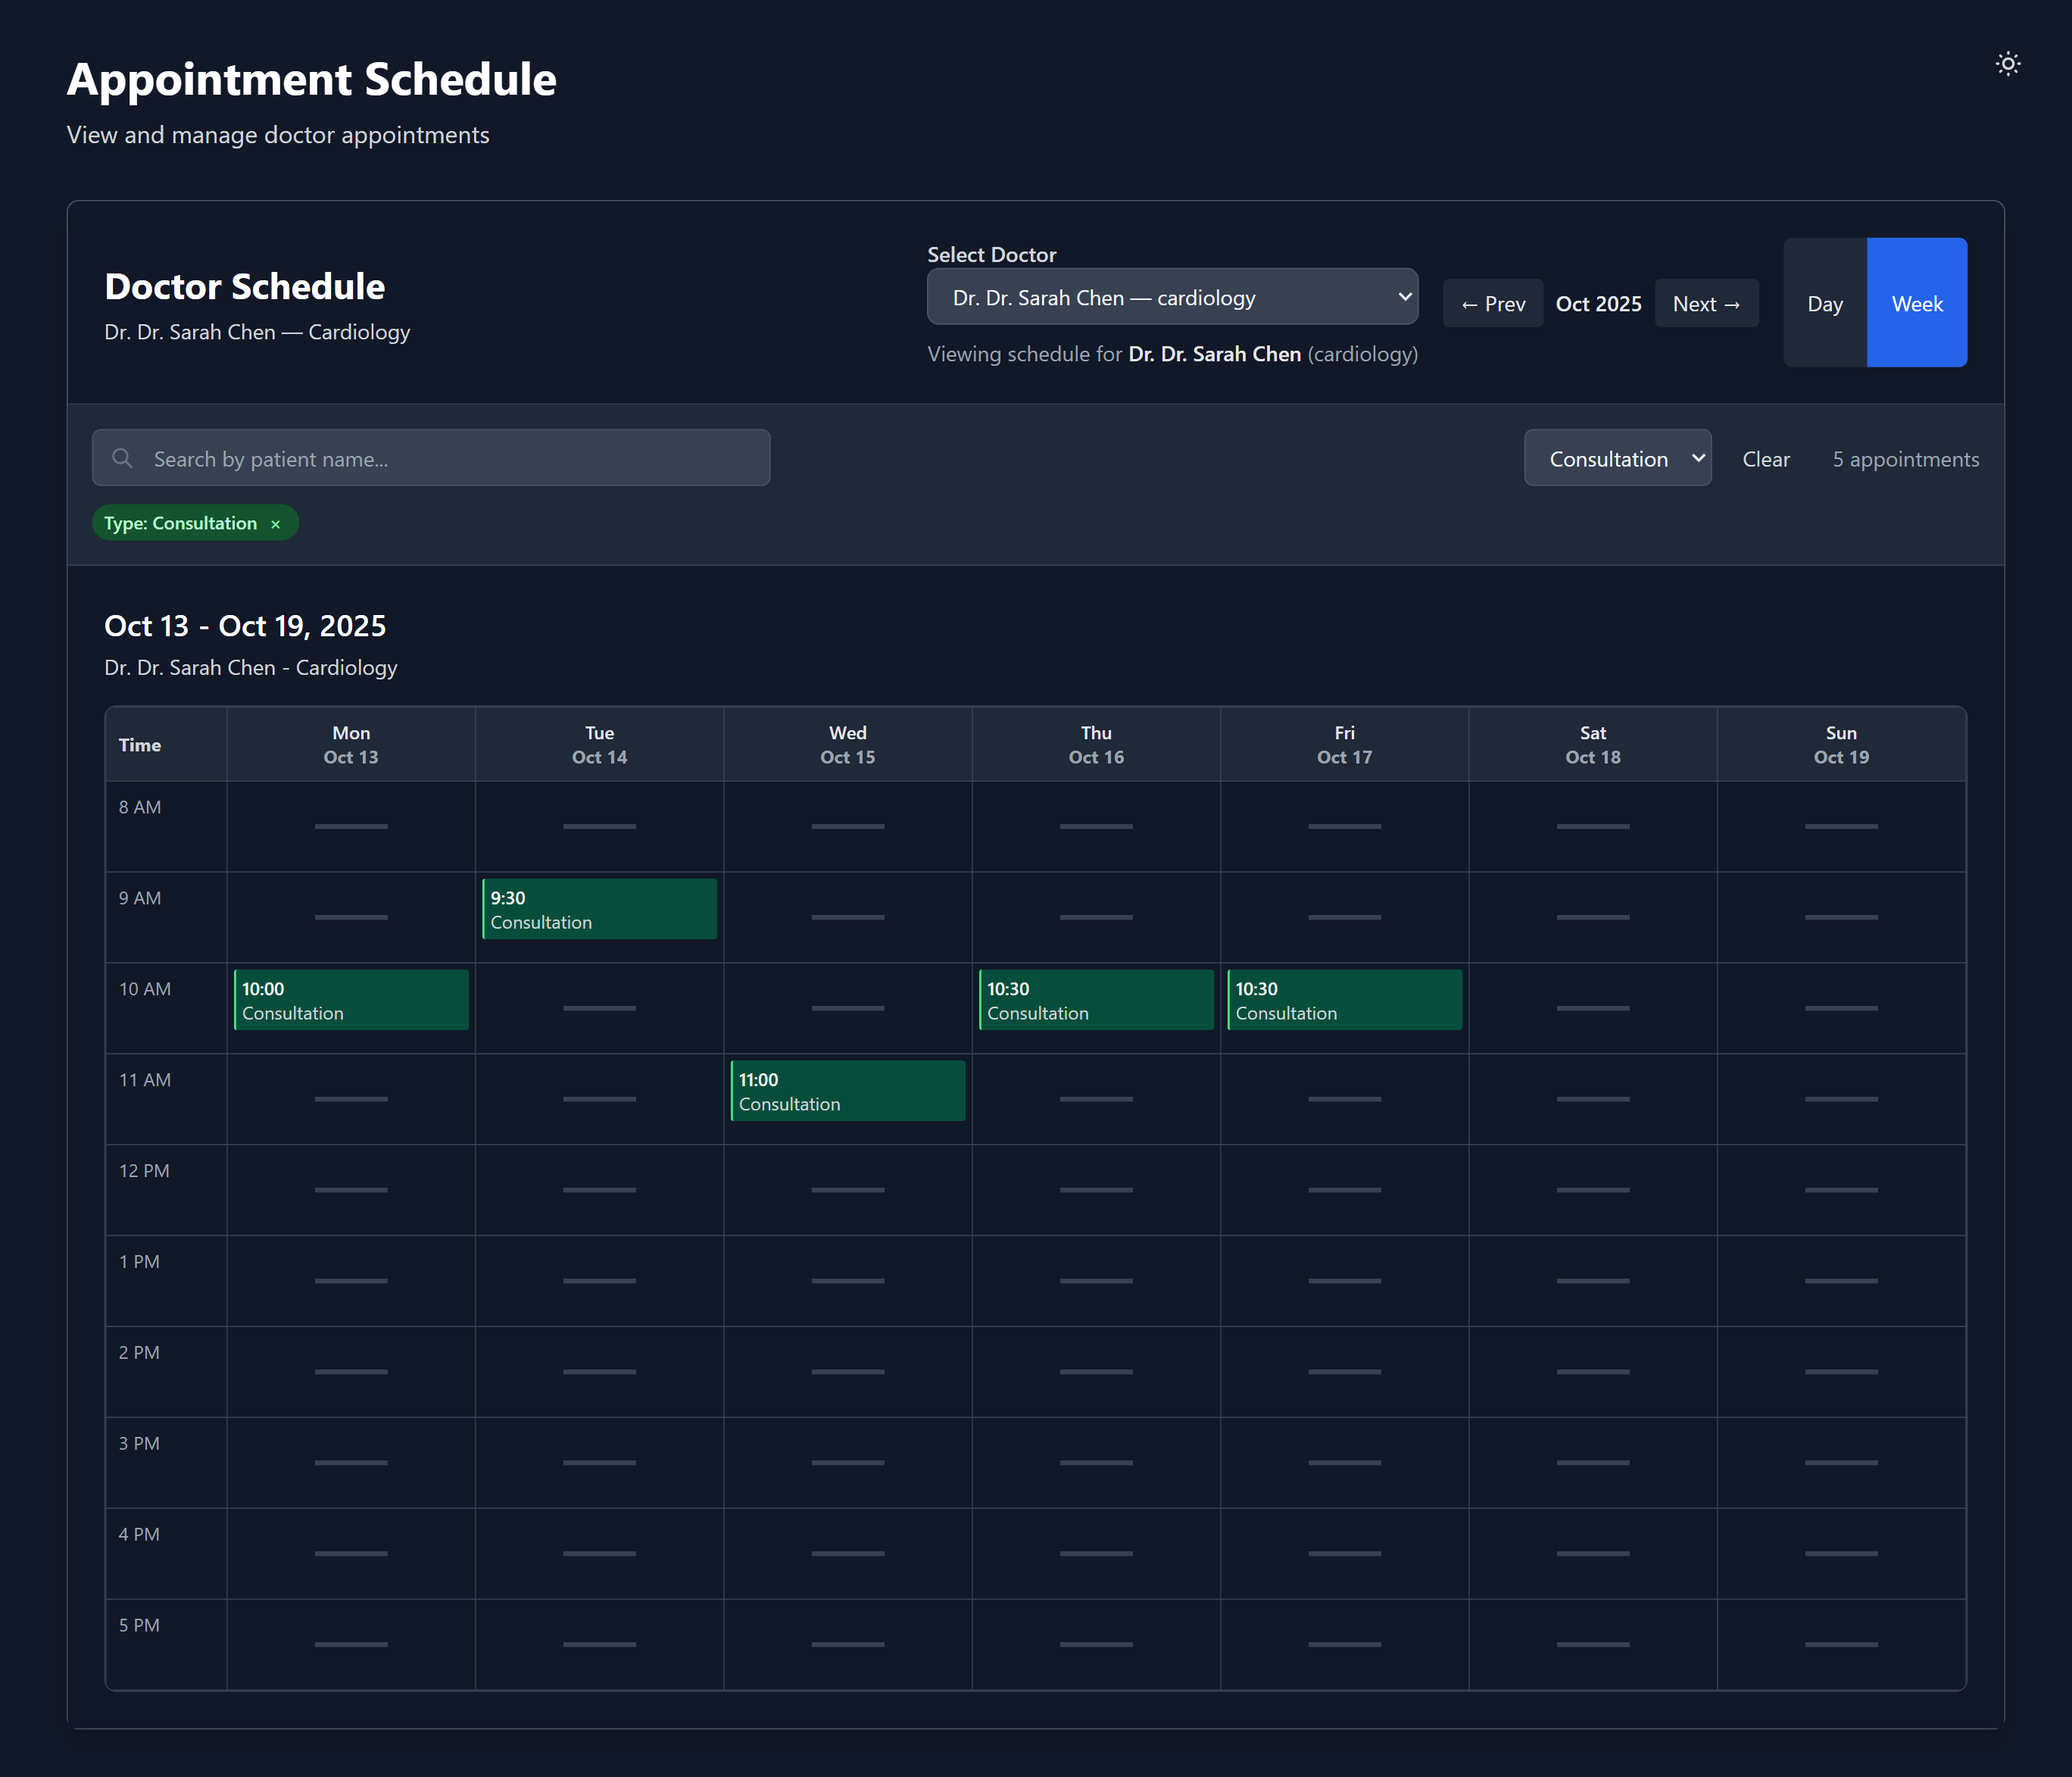 Appointment Schedule
View and manage doctor appointments
Doctor Schedule
Dr. Dr. Sarah Chen — Cardiology
Select Doctor
Dr. Dr. Sarah Chen — cardiology
Viewing schedule for Dr. Dr. Sarah Chen (cardiology)
← Prev
Oct 2025
Next →
Day
Week
Search by patient name...
Consultation
Clear
5 appointments
Type: Consultation ×
Oct 13 - Oct 19, 2025
Dr. Dr. Sarah Chen - Cardiology
Time
Mon
Oct 13
Tue
Oct 14
Wed
Oct 15
Thu
Oct 16
Fri
Oct 17
Sat
Oct 18
Sun
Oct 19
8 AM
9 AM
9:30
Consultation
10 AM
10:00
Consultation
10:30
Consultation
10:30
Consultation
11 AM
11:00
Consultation
12 PM
1 PM
2 PM
3 PM
4 PM
5 PM